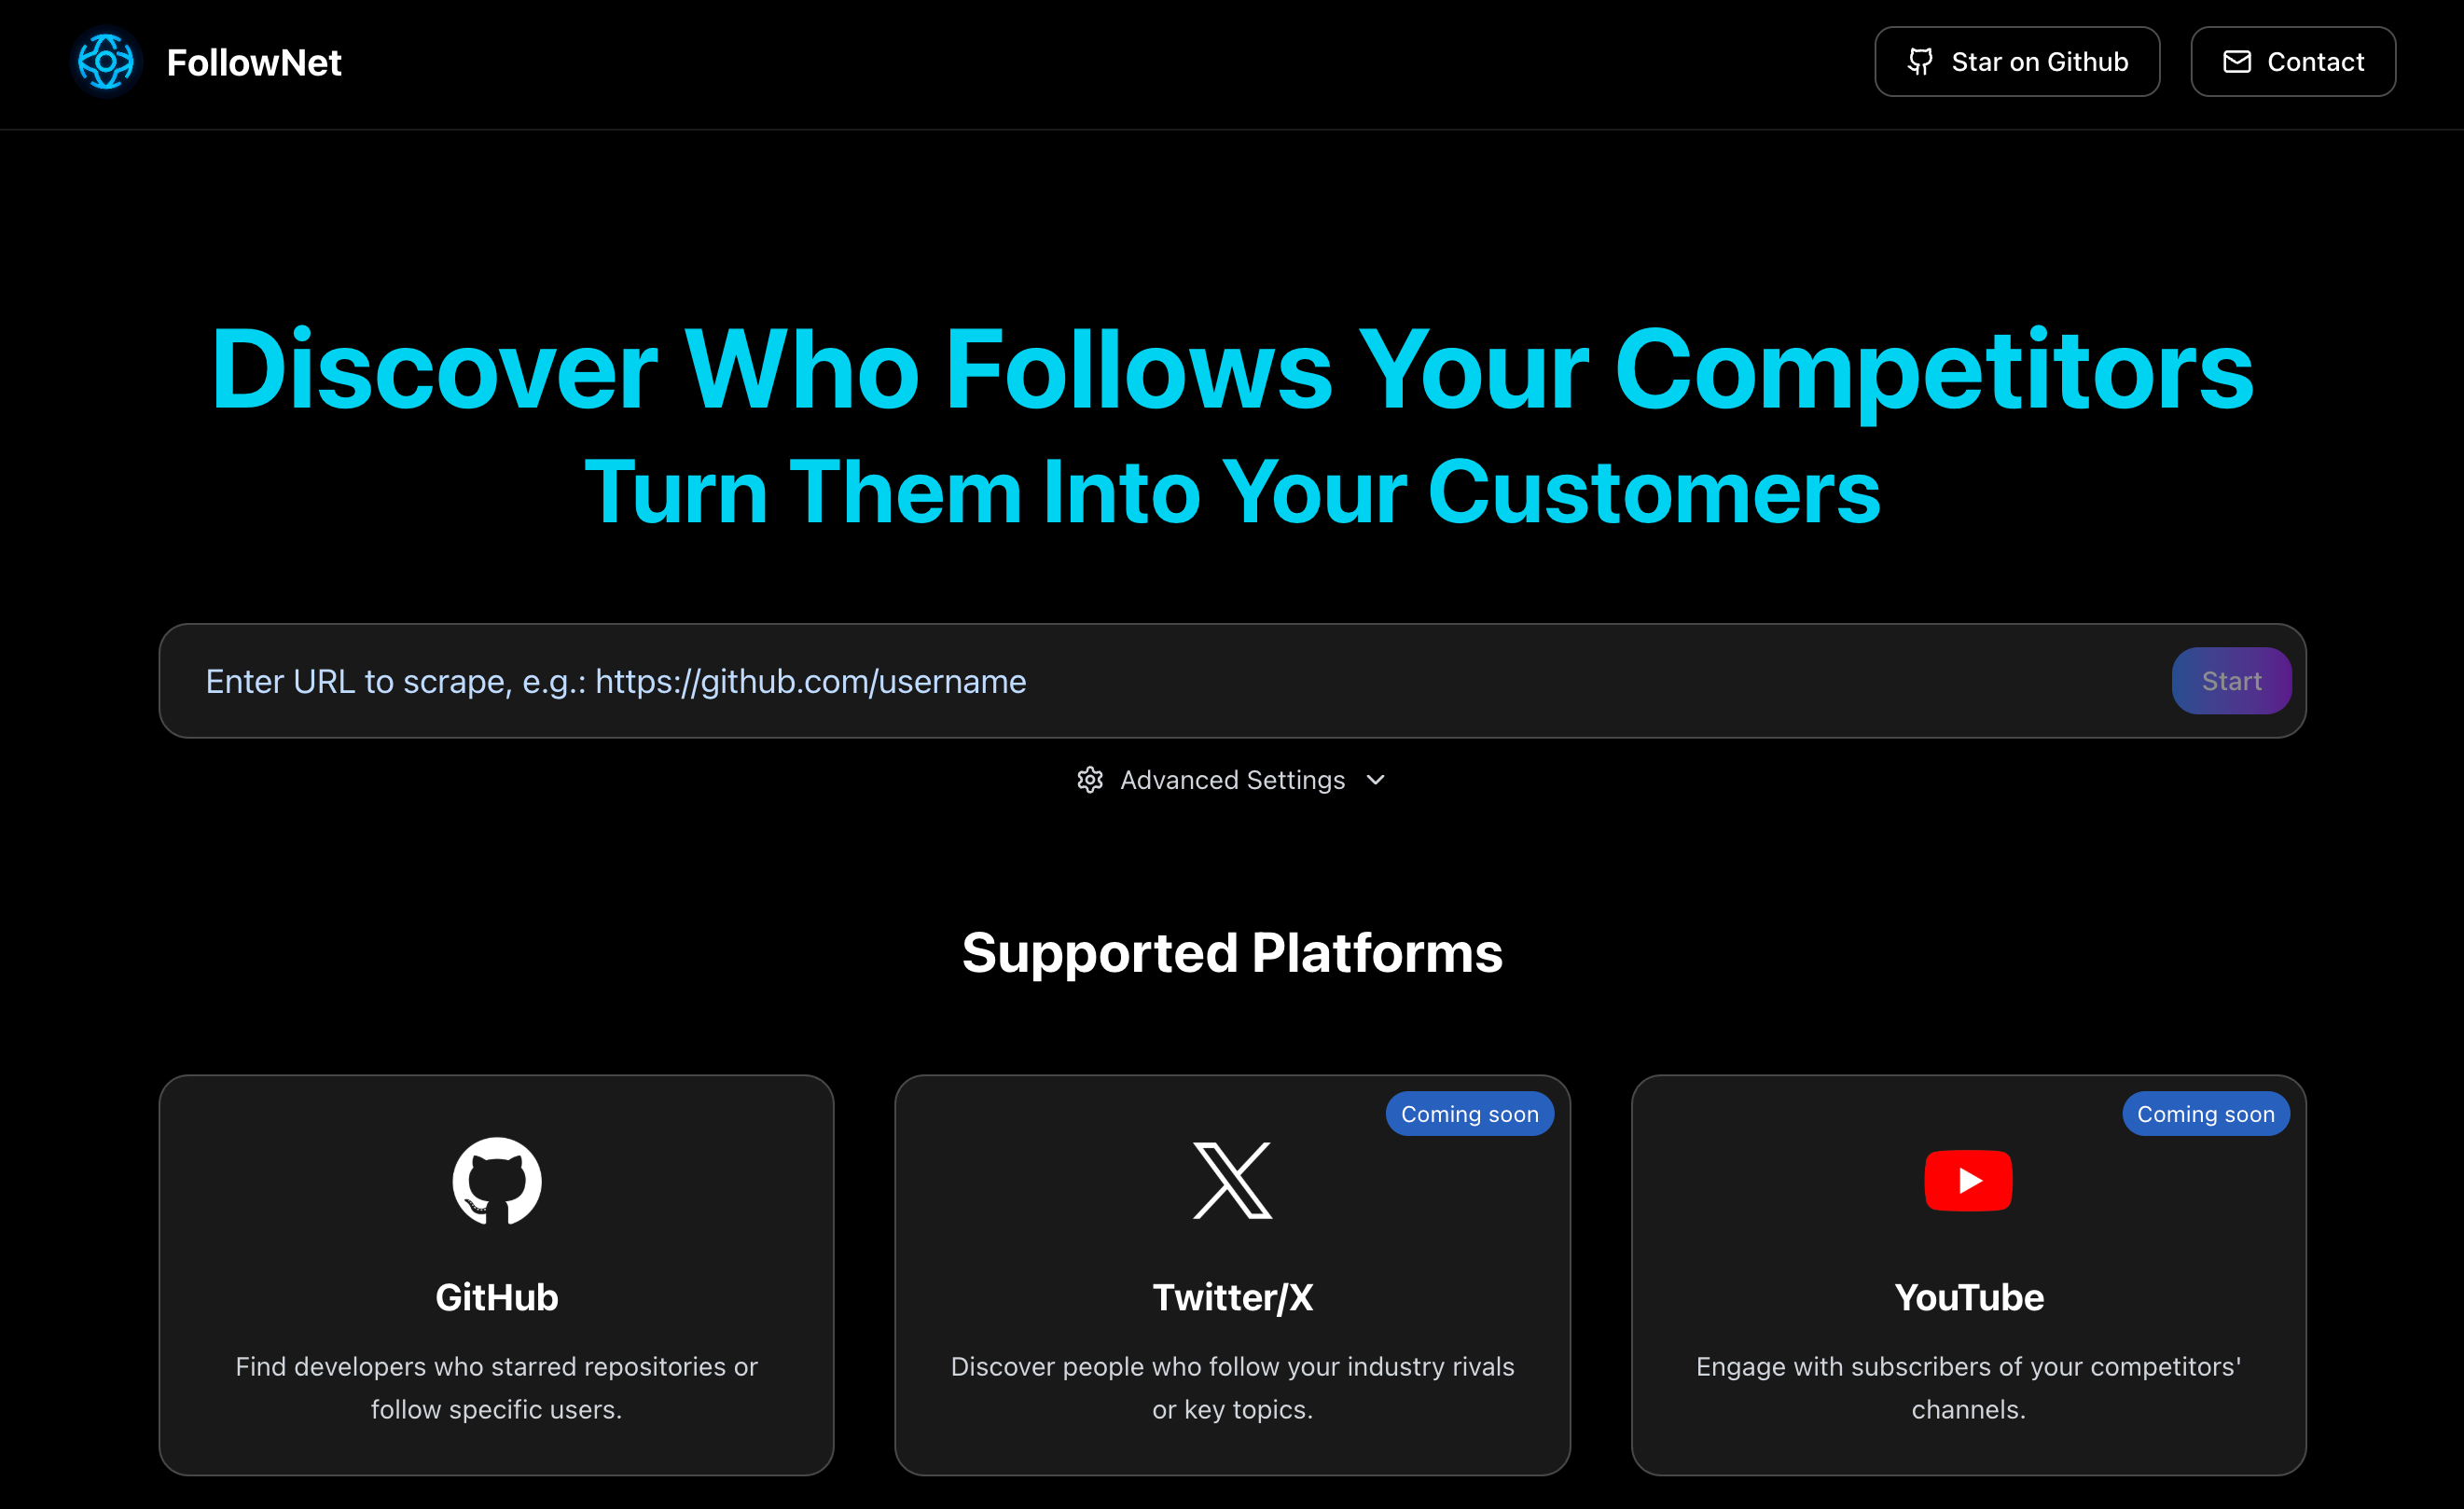 FollowNet
Star on Github
Contact
Discover Who Follows Your Competitors
Turn Them Into Your Customers
Enter URL to scrape, e.g.: https://github.com/username
Start
Advanced Settings
Supported Platforms
GitHub
Find developers who starred repositories or
follow specific users.
Coming soon
Twitter/X
Discover people who follow your industry rivals
or key topics.
Coming soon
YouTube
Engage with subscribers of your competitors'
channels.